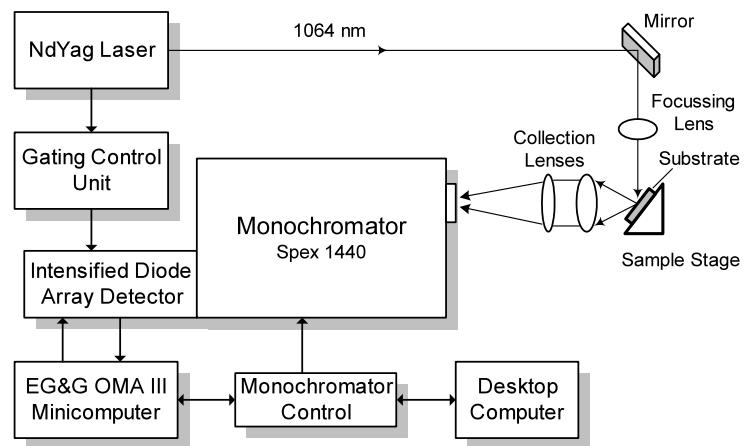 NdYag Laser
1064 nm
Mirror
Focussing
Lens
Gating Control
Unit
Collection
Lenses
Substrate
Monochromator
Spex 1440
Sample Stage
Intensified Diode
Array Detector
EG&G OMA III
Minicomputer
Monochromator
Control
Desktop
Computer